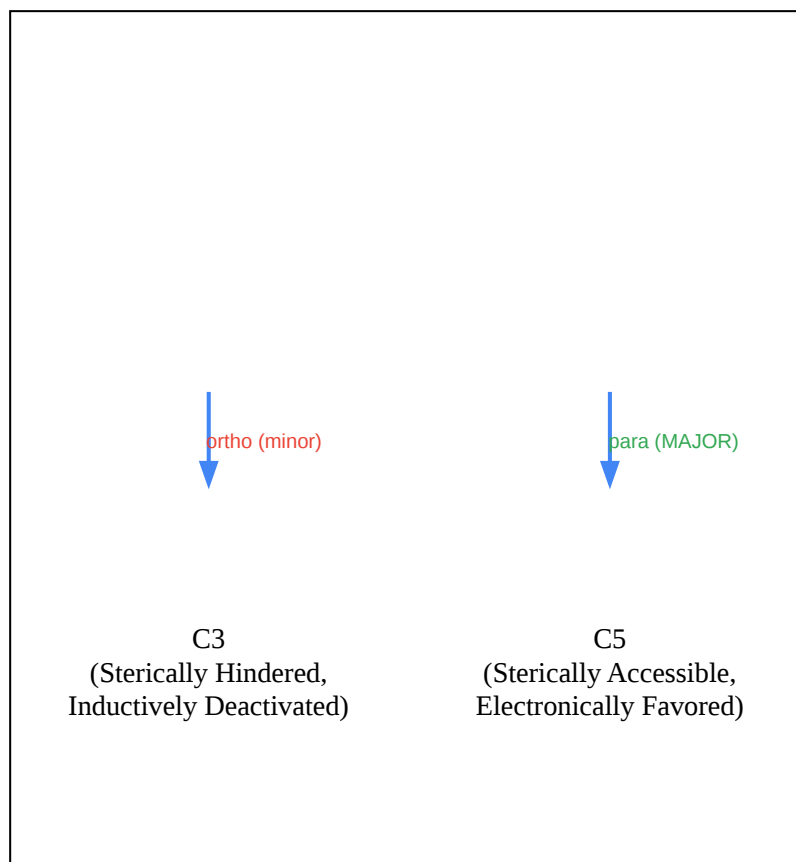 ortho (minor)
para (MAJOR)
C3
(Sterically Hindered,
Inductively Deactivated)
C5
(Sterically Accessible,
Electronically Favored)